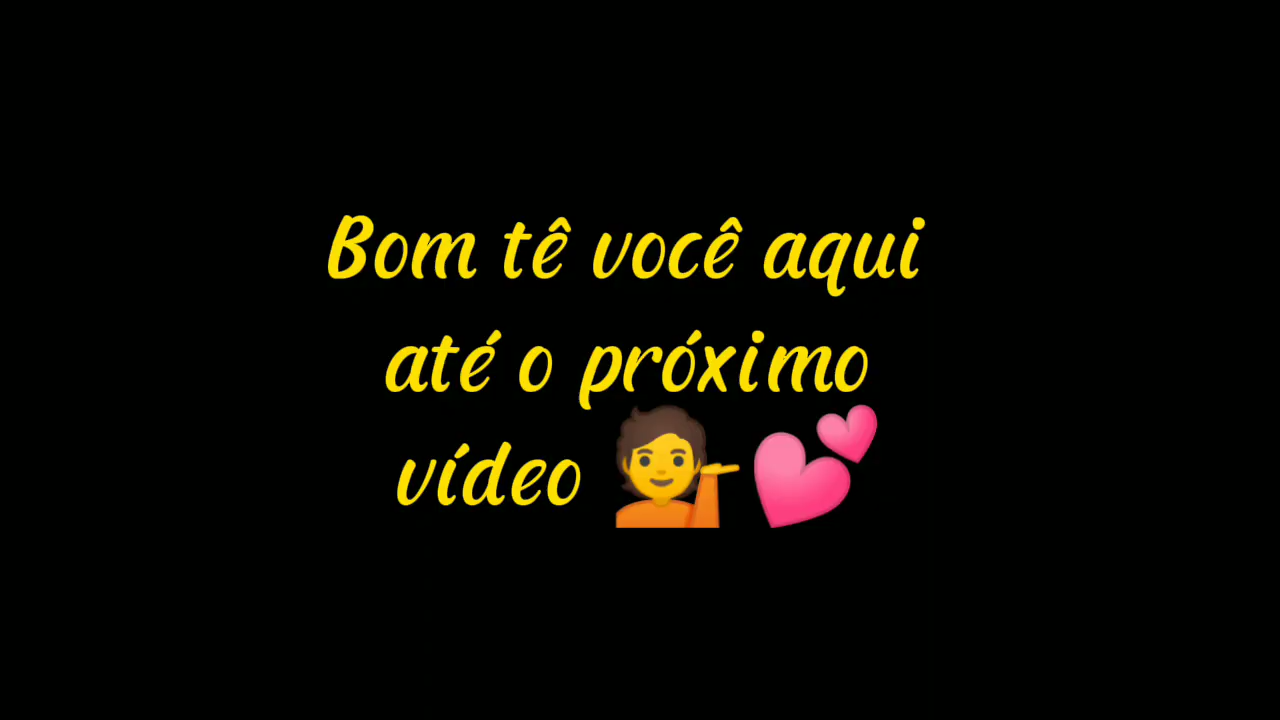 Bom tê você aqui
até o próximo
vídeo 💁💕